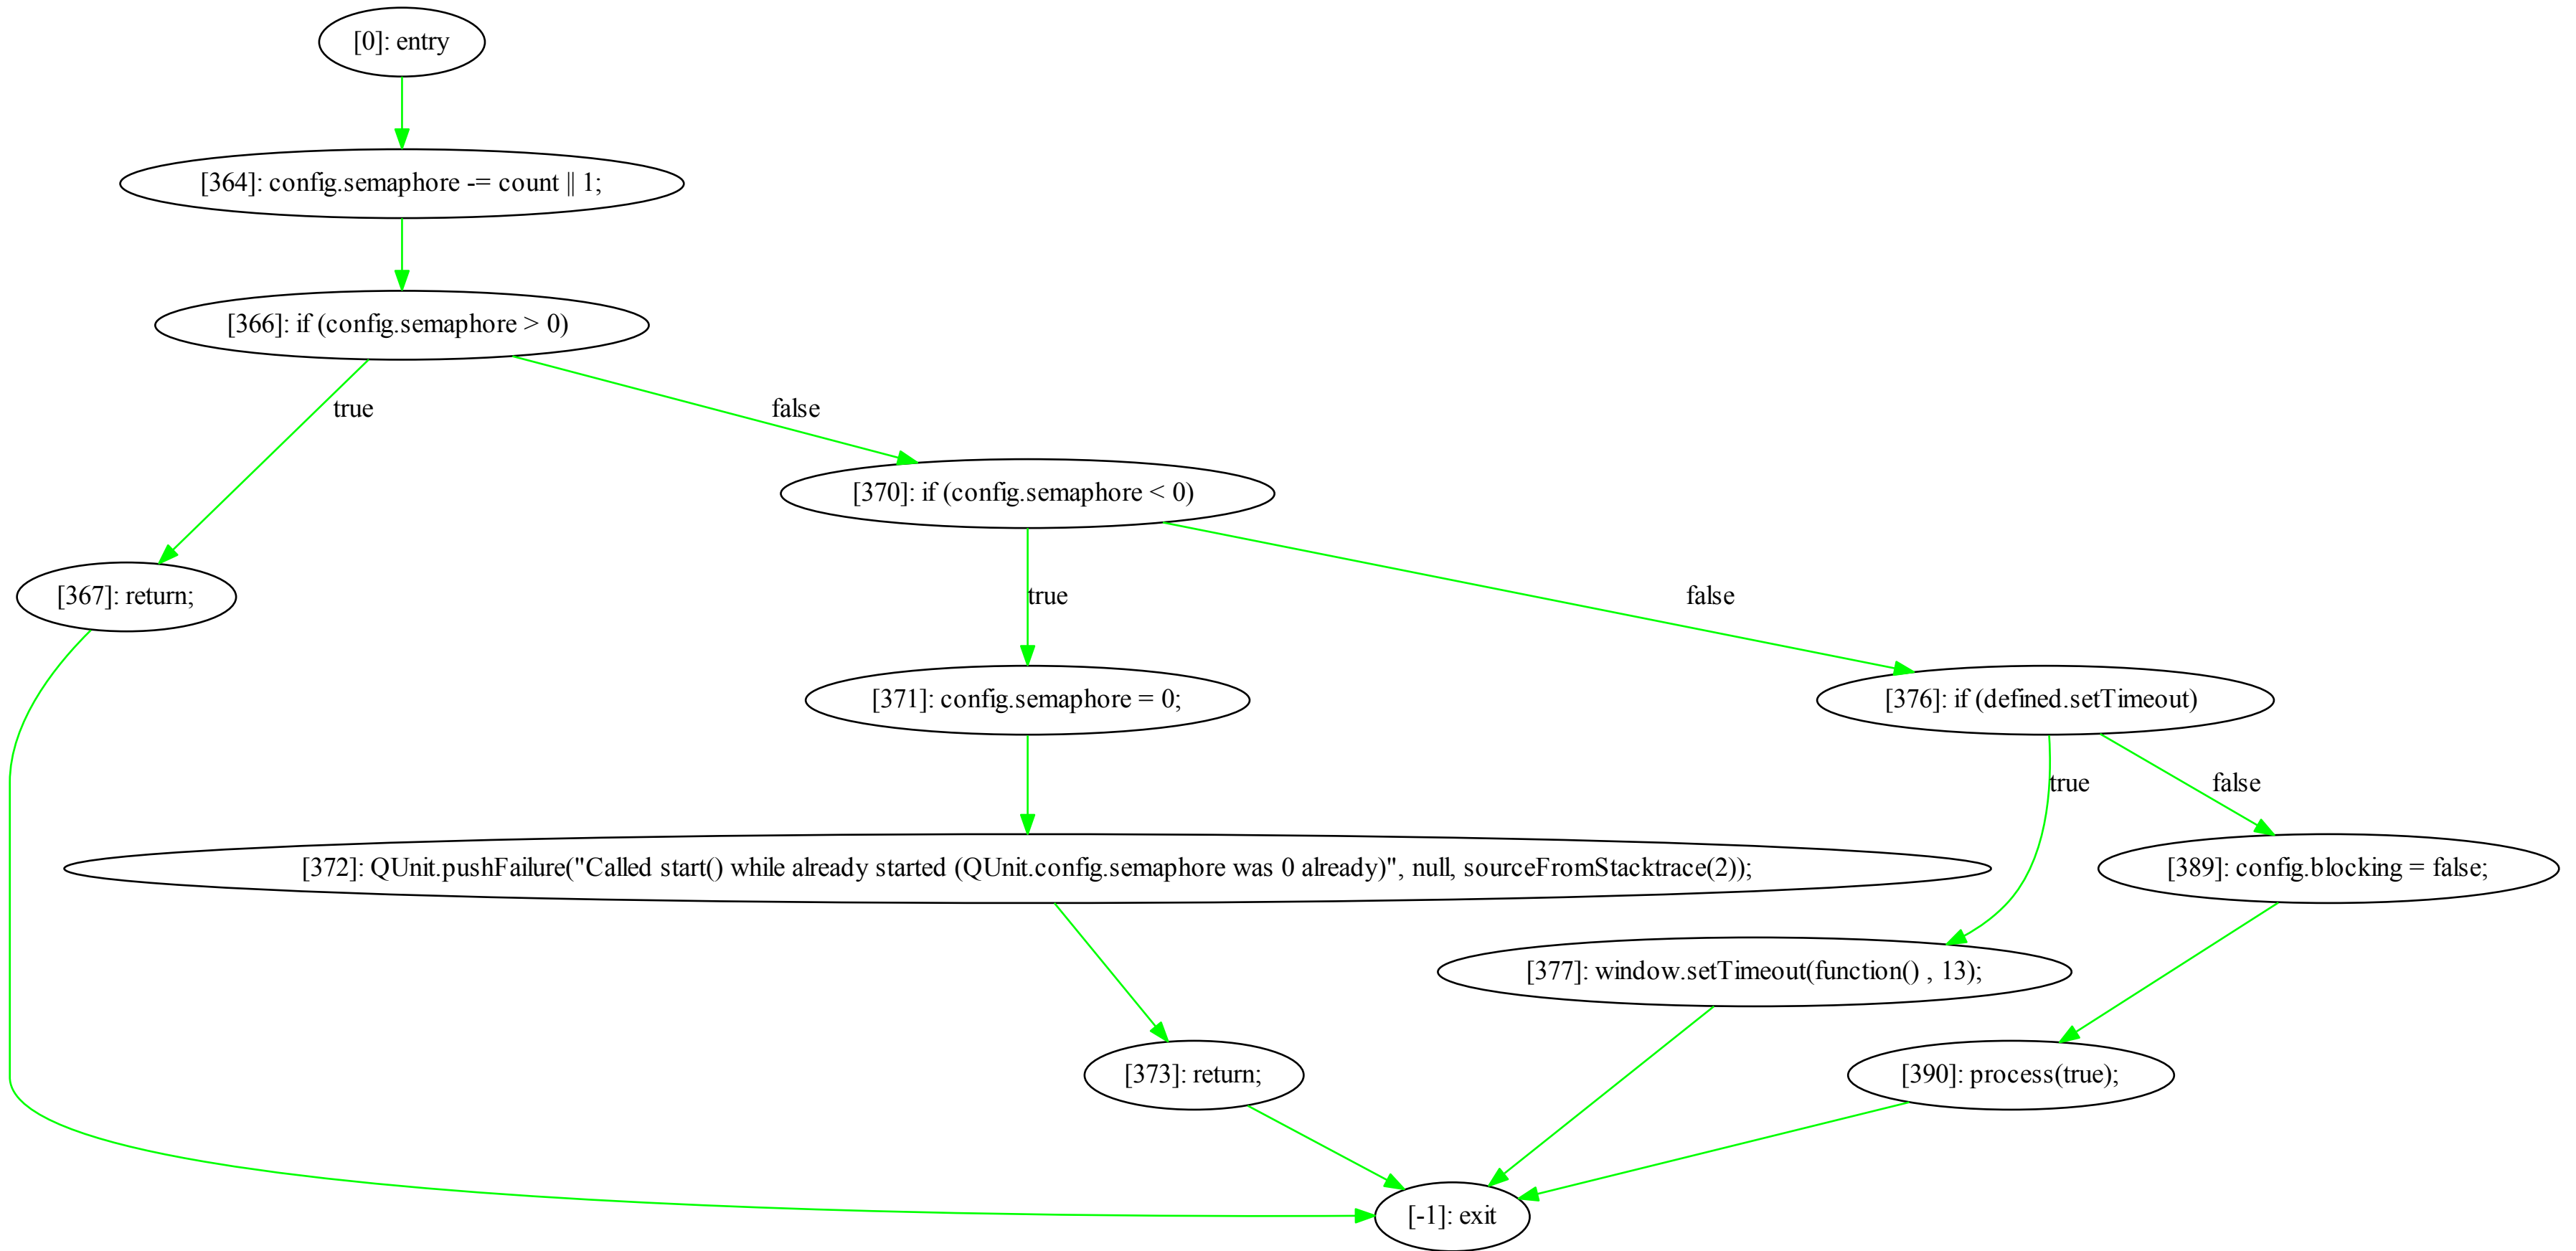 [0]: entry
[364]: config.semaphore -= count || 1;
[366]: if (config.semaphore > 0)
true
false
[370]: if (config.semaphore < 0)
[367]: return;
true
false
[371]: config.semaphore = 0;
[376]: if (defined.setTimeout)
true
false
[372]: QUnit.pushFailure("Called start() while already started (QUnit.config.semaphore was 0 already)", null, sourceFromStacktrace(2));
[389]: config.blocking = false;
[377]: window.setTimeout(function() , 13);
[373]: return;
[390]: process(true);
[-1]: exit